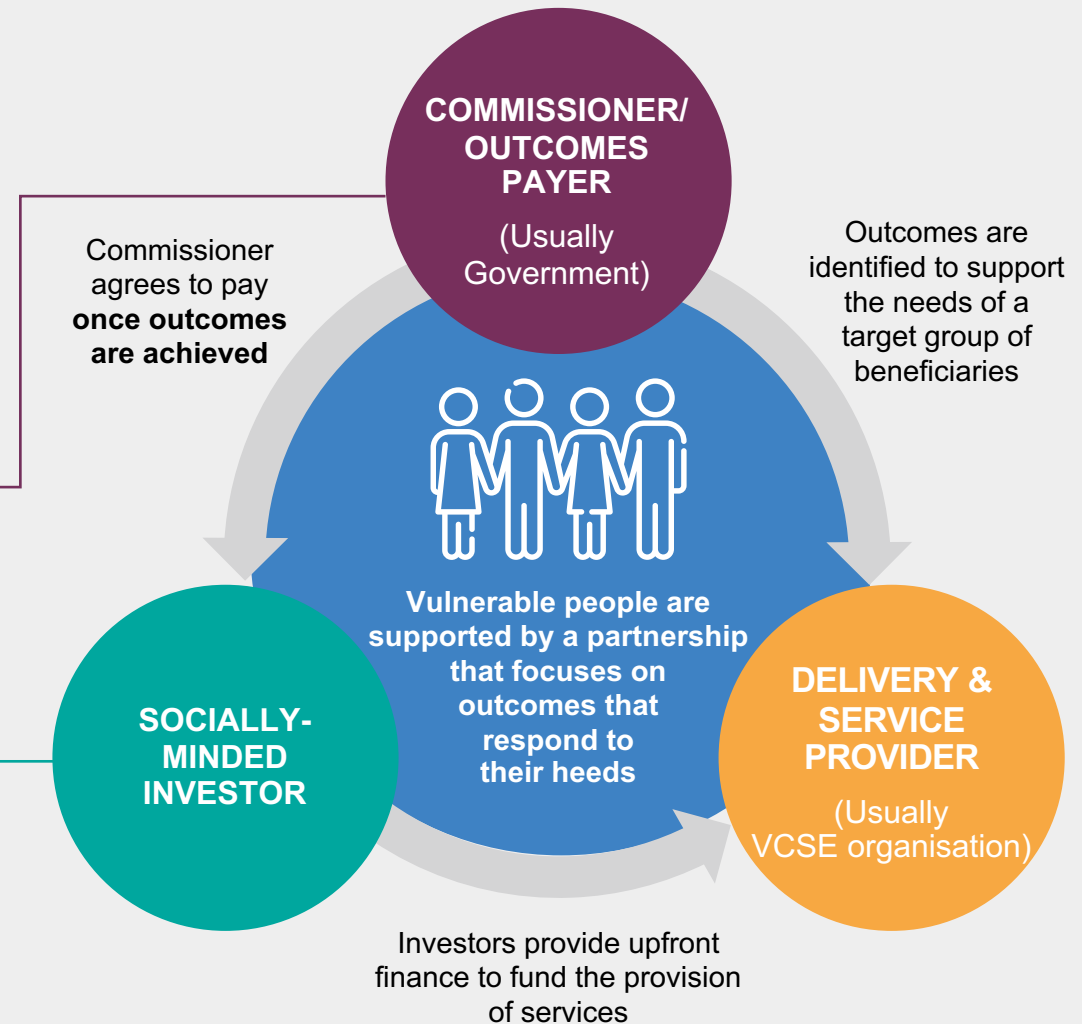 COMMISSIONER/
OUTCOMES
PAYER
(Usually
Government)
Commissioner
agrees to pay
once outcomes
are achieved
Outcomes are
identified to support
the needs of a
target group of
beneficiaries
Vulnerable people are
supported by a partnership
that focuses on
outcomes that
respond to
their heeds
SOCIALLY-
MINDED
INVESTOR
DELIVERY &
SERVICE
PROVIDER
(Usually
VCSE organisation)
Investors provide upfront
finance to fund the provision
of services